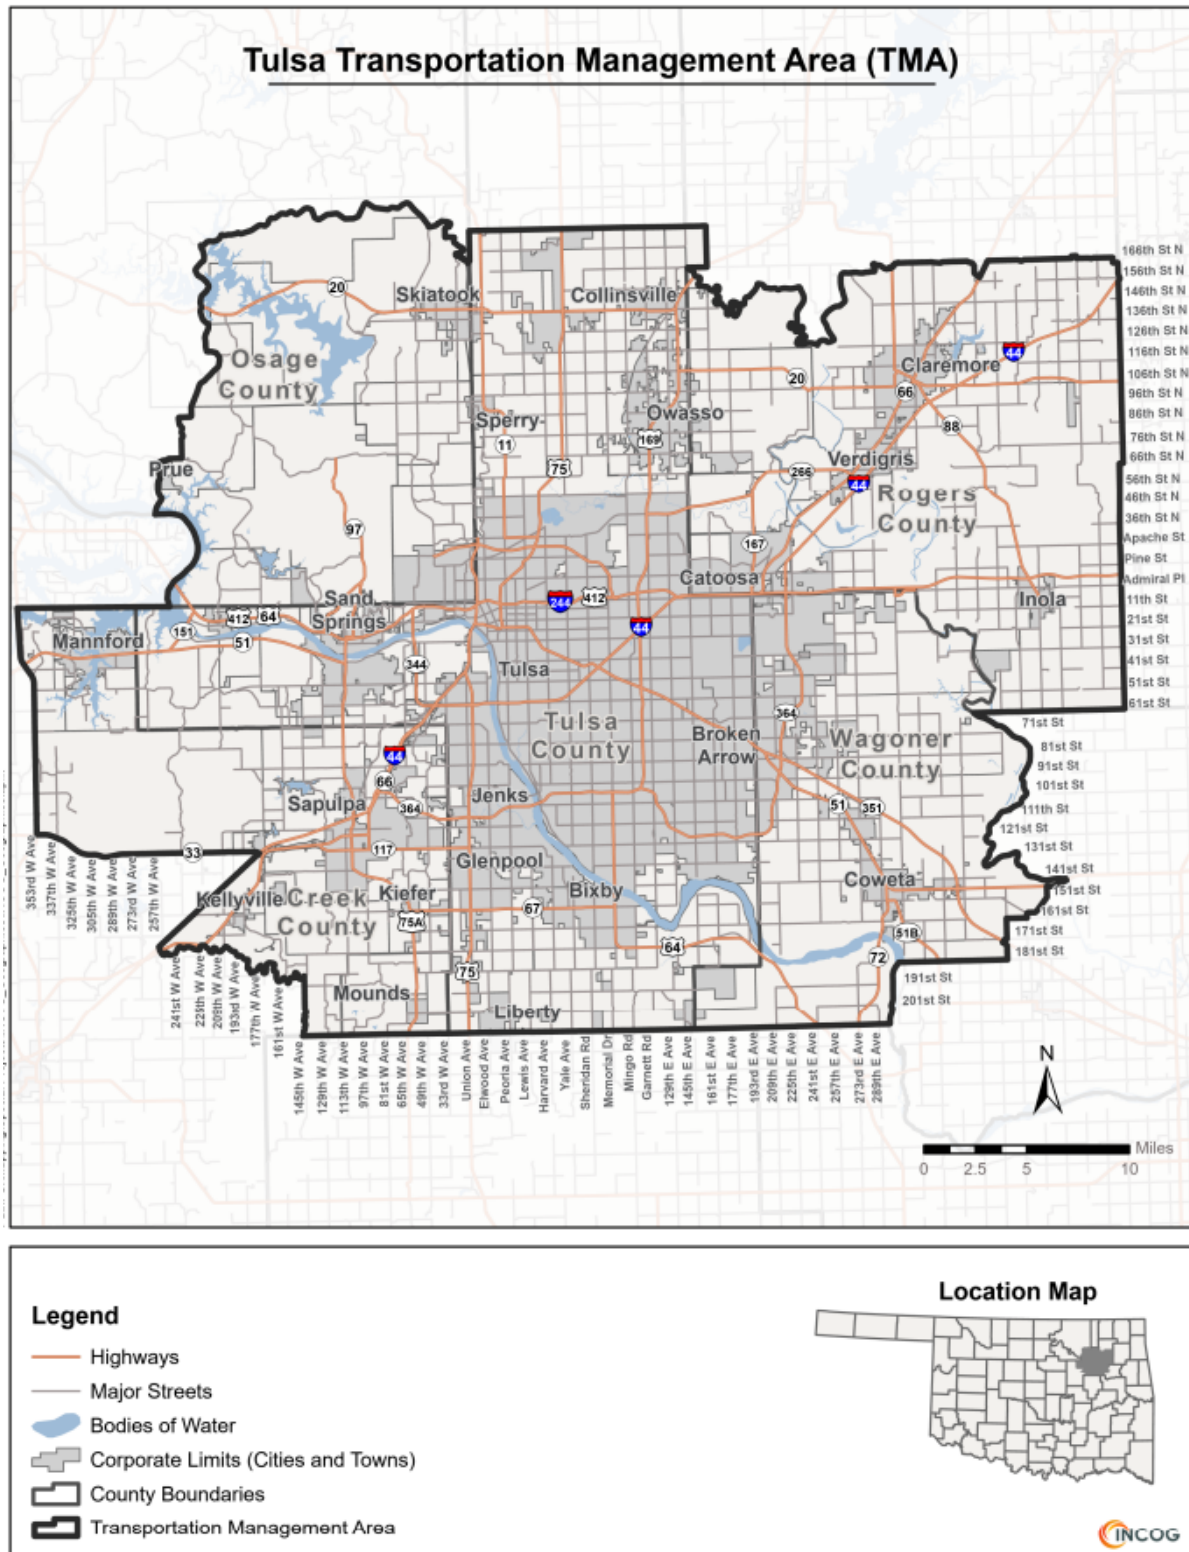 Tulsa Transportation Management Area (TMA)
166th St N
156th St N
146th St N
136th St N
126th St N
116th St N
106th St N
96th St N
86th St N
76th St N
66th St N
56th St N
46th St N
36th St N
Apache St
Pine St
Admiral Pl
11th St
21st St
31st St
41st St
51st St
61st St
71st St
81st St
91st St
101st St
111th St
121st St
131st St
141st St
151st St
161st St
171st St
181st St
191st St
201st St
20
Skiatook
Collinsville
44
Osage
County
Claremore
20
66
Sperry
Owasso
11
169
88
75
Prue
266
Verdigris
44
Rogers
County
97
167
Catoosa
Sand
Springs
244
412
Inola
412
64
Mannford
151
51
44
344
Tulsa
Tulsa
County
364
Broken
Arrow
Wagoner
County
44
66
Sapulpa
364
Jenks
51
351
33
117
Glenpool
Kellyville
Creek
County
Kiefer
Bixby
Coweta
75A
67
64
51B
72
75
Mounds
Liberty
353rd W Ave
337th W Ave
325th W Ave
305th W Ave
289th W Ave
273rd W Ave
257th W Ave
241st W Ave
229th W Ave
209th W Ave
193rd W Ave
177th W Ave
161st W Ave
145th W Ave
129th W Ave
113th W Ave
97th W Ave
81st W Ave
65th W Ave
49th W Ave
33rd W Ave
Union Ave
Elwood Ave
Peoria Ave
Lewis Ave
Harvard Ave
Yale Ave
Sheridan Rd
Memorial Dr
Mingo Rd
Garnett Rd
129th E Ave
145th E Ave
161st E Ave
177th E Ave
193rd E Ave
209th E Ave
225th E Ave
241st E Ave
257th E Ave
273rd E Ave
289th E Ave
N
Miles
0 2.5 5 10
Legend
Highways
Major Streets
Bodies of Water
Corporate Limits (Cities and Towns)
County Boundaries
Transportation Management Area
Location Map
INCOG